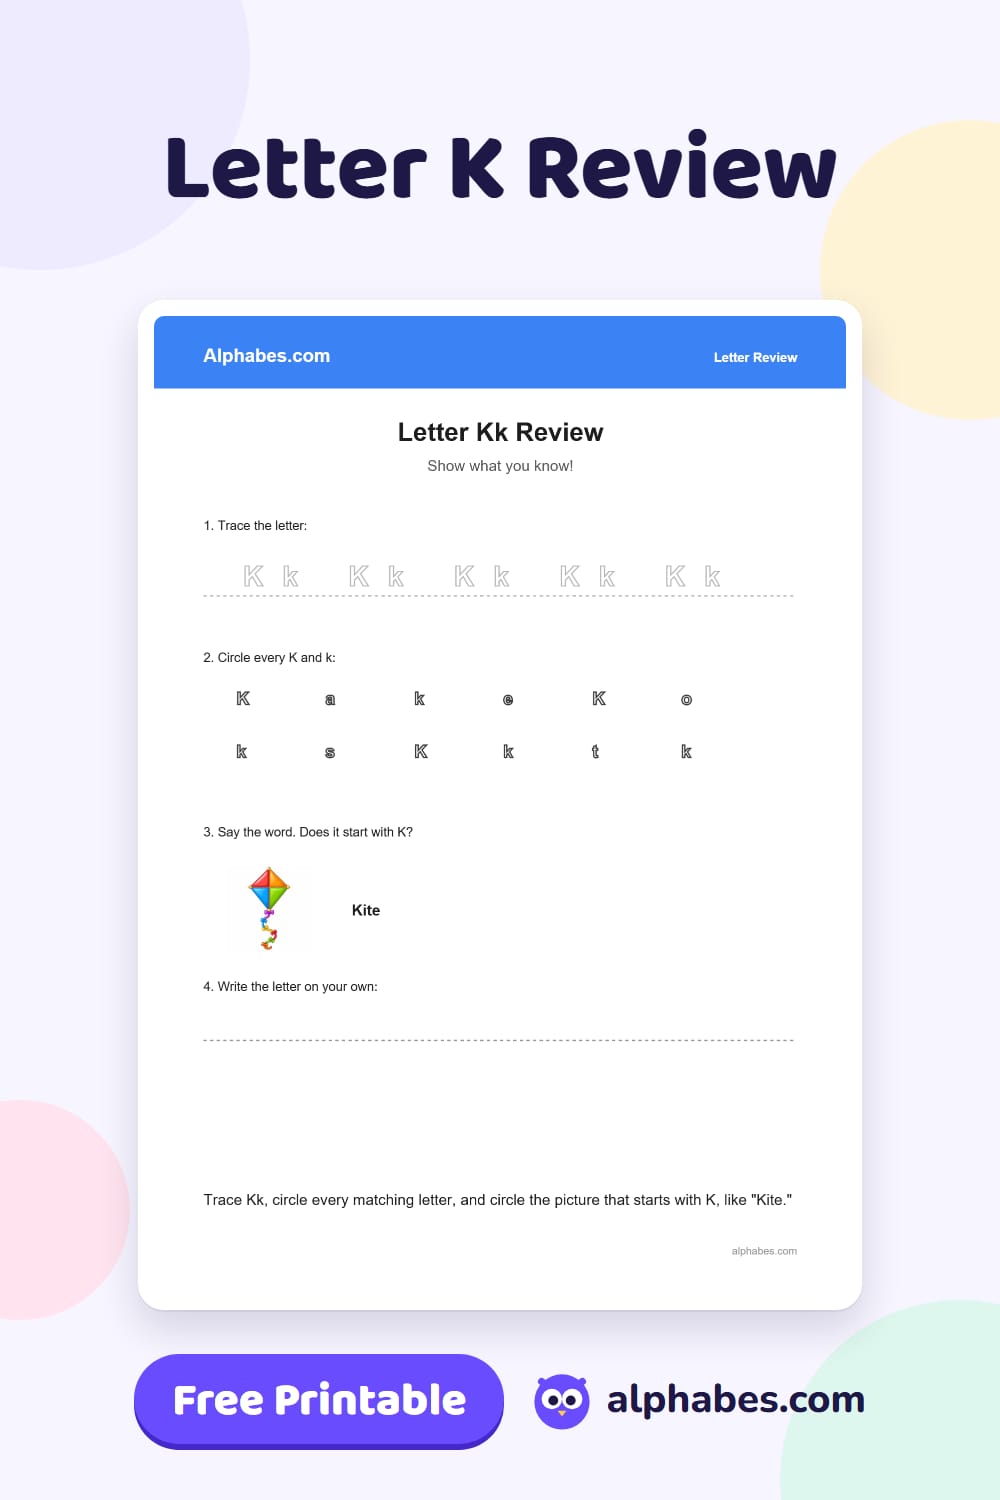 Letter K Review
Alphabes.com
Letter Review
Letter Kk Review
Show what you know!
1. Trace the letter:
K k K k K k K k K k
2. Circle every K and k:
K a k e K o
k s K k t k
3. Say the word. Does it start with K?
Kite
4. Write the letter on your own:
Trace Kk, circle every matching letter, and circle the picture that starts with K, like "Kite."
alphabes.com
Free Printable
alphabes.com